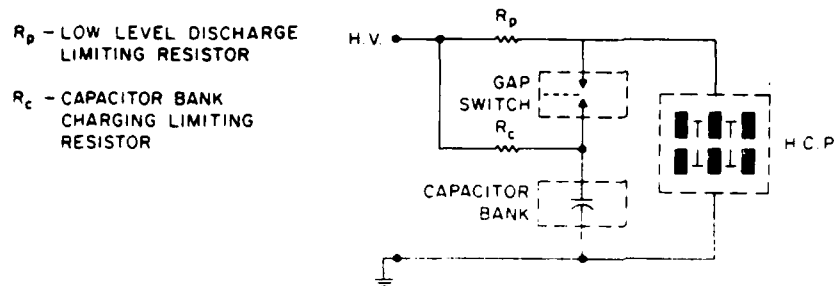 Rp – LOW LEVEL DISCHARGE
LIMITING RESISTOR
Rc – CAPACITOR BANK
CHARGING LIMITING
RESISTOR
H.V.
Rp
GAP
SWITCH
Rc
CAPACITOR
BANK
H.C.P.